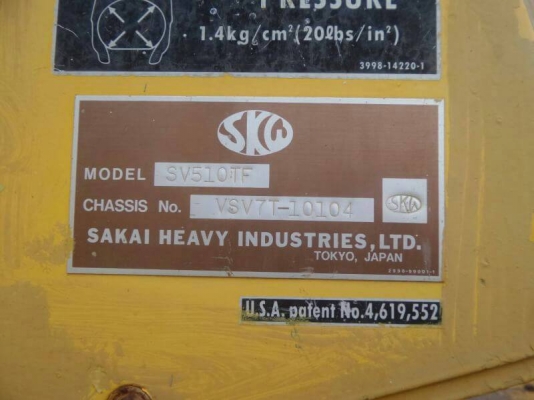 PRESSURE
1.4kg/cm² (20lbs/in²)
3998-14220-1
SKW
MODEL SV510TF
CHASSIS No. VSV7T-10104
SKW
SAKAI HEAVY INDUSTRIES, LTD.
TOKYO, JAPAN
U.S.A. patent No. 4,619,552